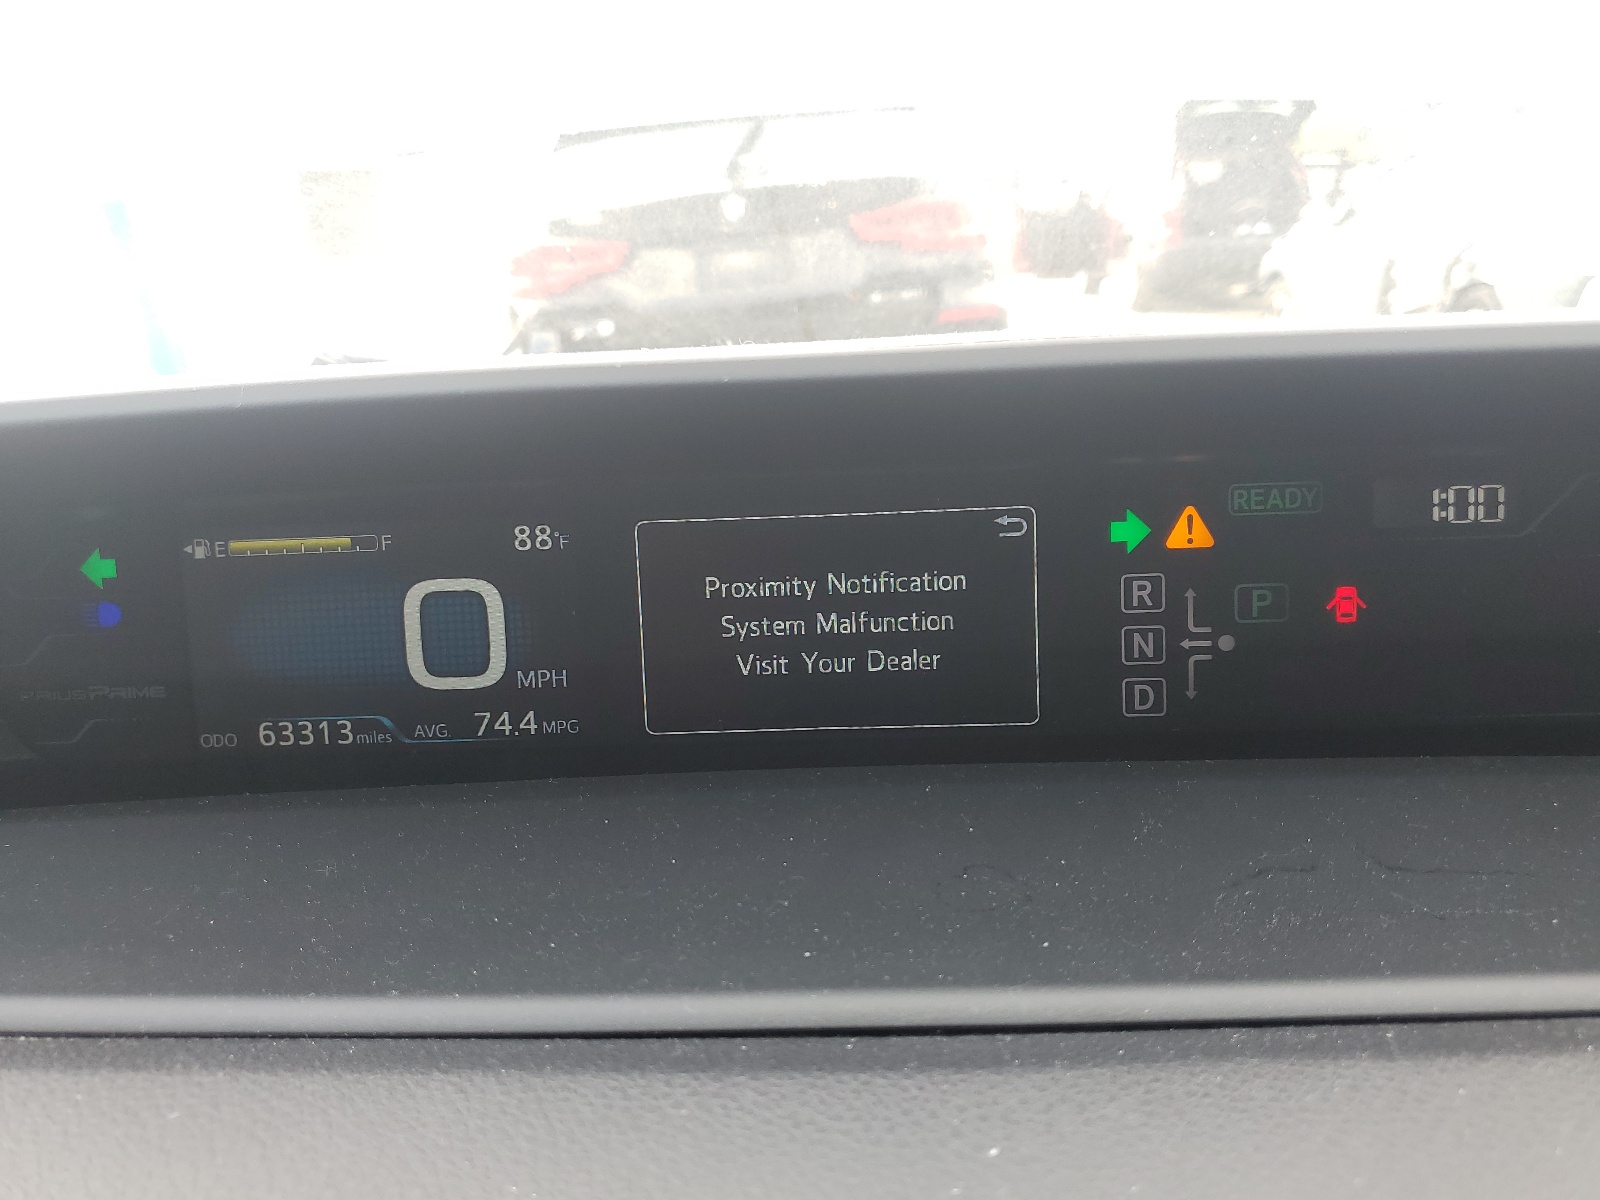 E F
88°F
0 MPH
PRIUS PRIME
ODO 63313 miles AVG. 74.4 MPG
Proximity Notification
System Malfunction
Visit Your Dealer
!
READY
1:00
R
P
N
D